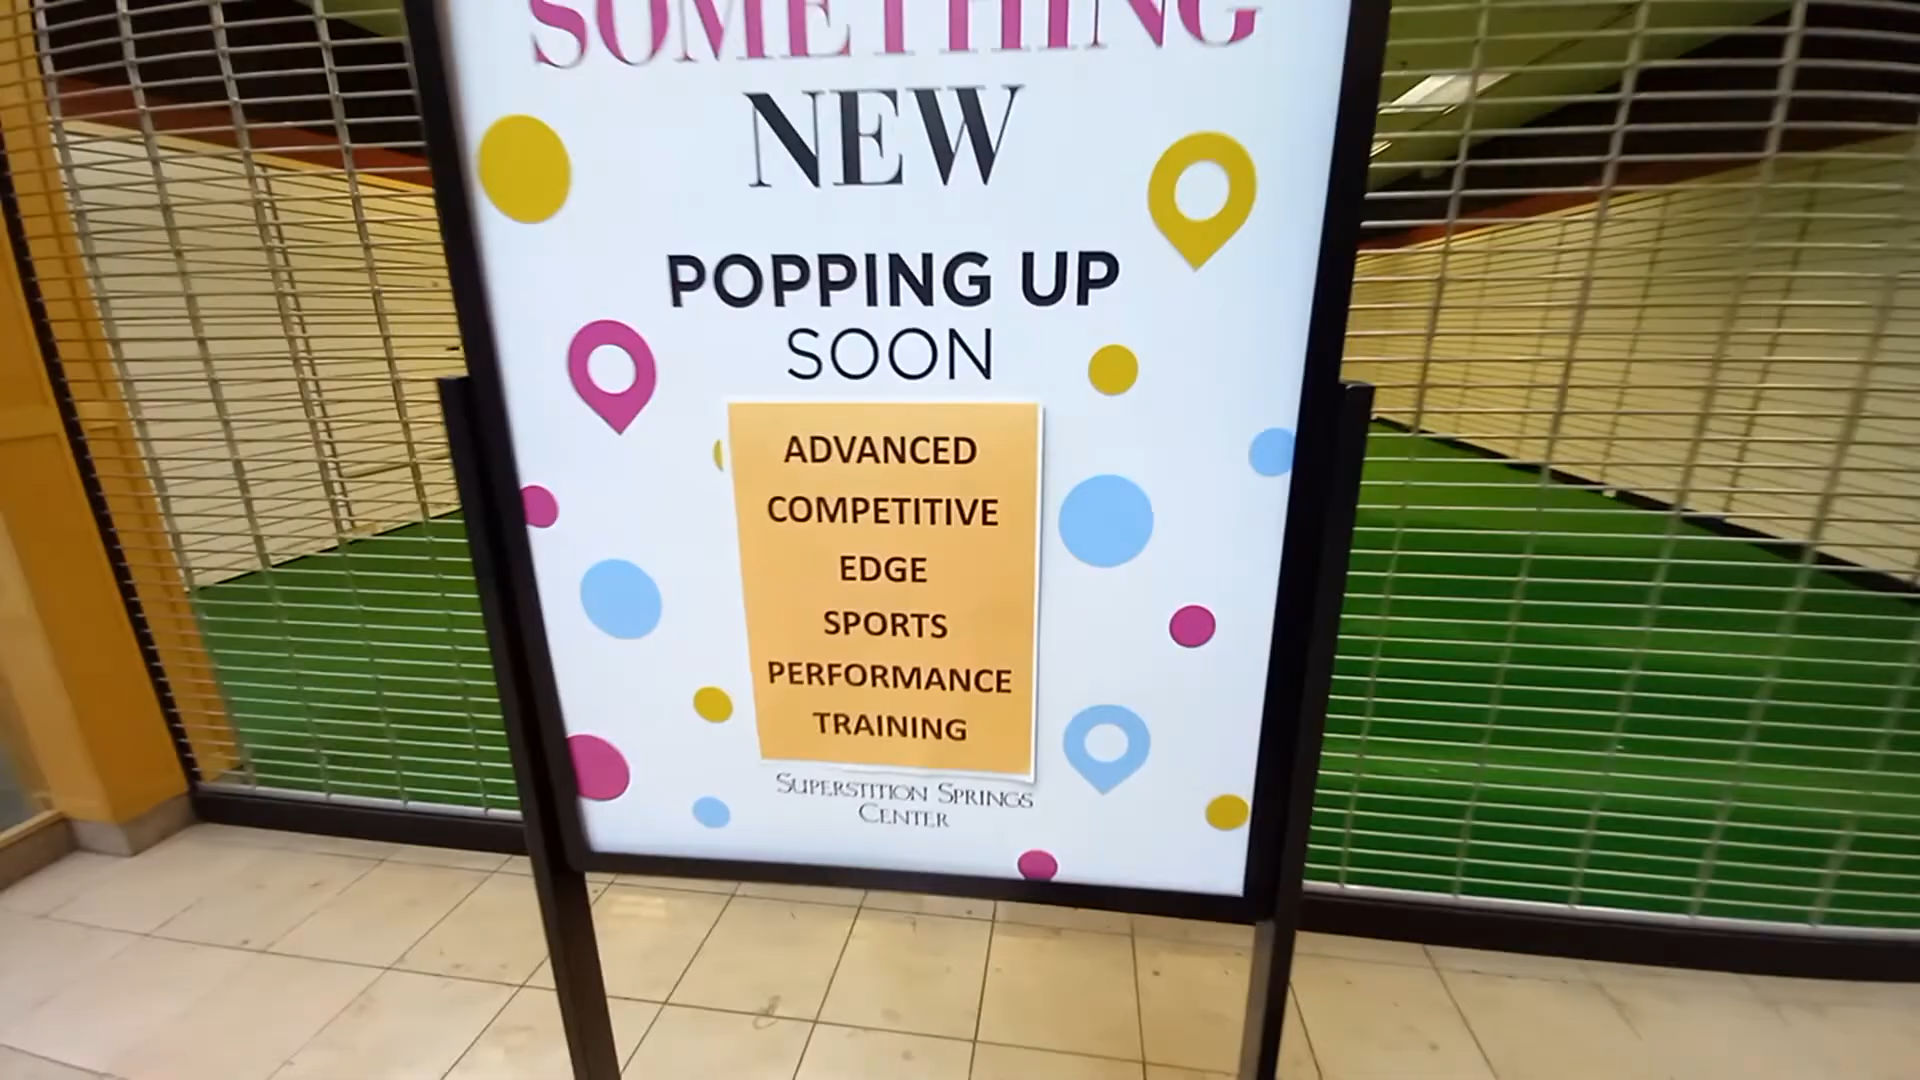 SOMETHING
NEW
POPPING UP
SOON
ADVANCED
COMPETITIVE
EDGE
SPORTS
PERFORMANCE
TRAINING
SUPERSTITION SPRINGS
CENTER